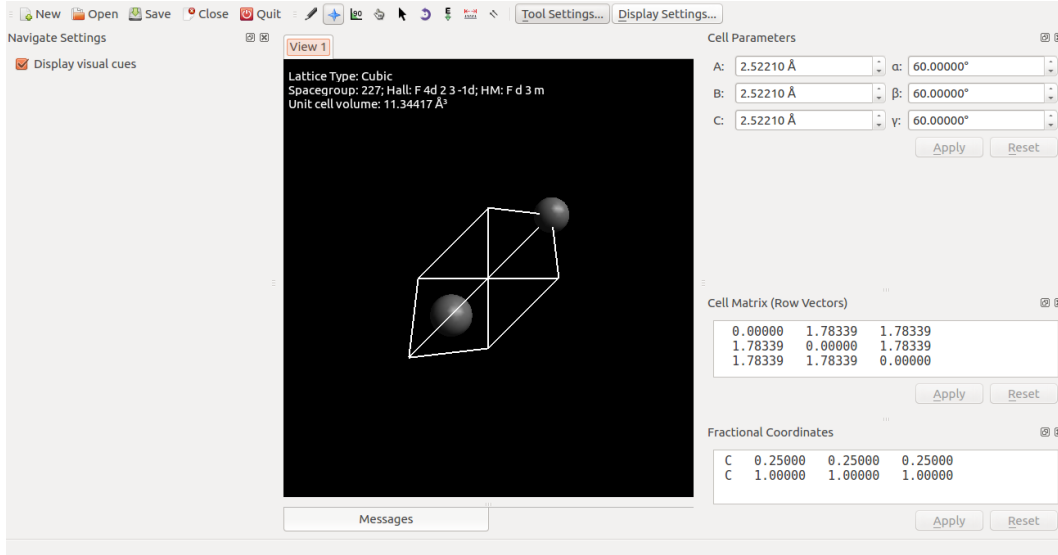 New Open Save Close Quit Tool Settings... Display Settings...
Navigate Settings
Display visual cues
View 1
Lattice Type: Cubic
Spacegroup: 227; Hall: F 4d 2 3 -1d; HM: F d 3 m
Unit cell volume: 11.34417 Å³
Messages
Cell Parameters
A: 2.52210 Å α: 60.00000°
B: 2.52210 Å β: 60.00000°
C: 2.52210 Å γ: 60.00000°
Apply Reset
Cell Matrix (Row Vectors)
0.00000 1.78339 1.78339
1.78339 0.00000 1.78339
1.78339 1.78339 0.00000
Apply Reset
Fractional Coordinates
C 0.25000 0.25000 0.25000
C 1.00000 1.00000 1.00000
Apply Reset